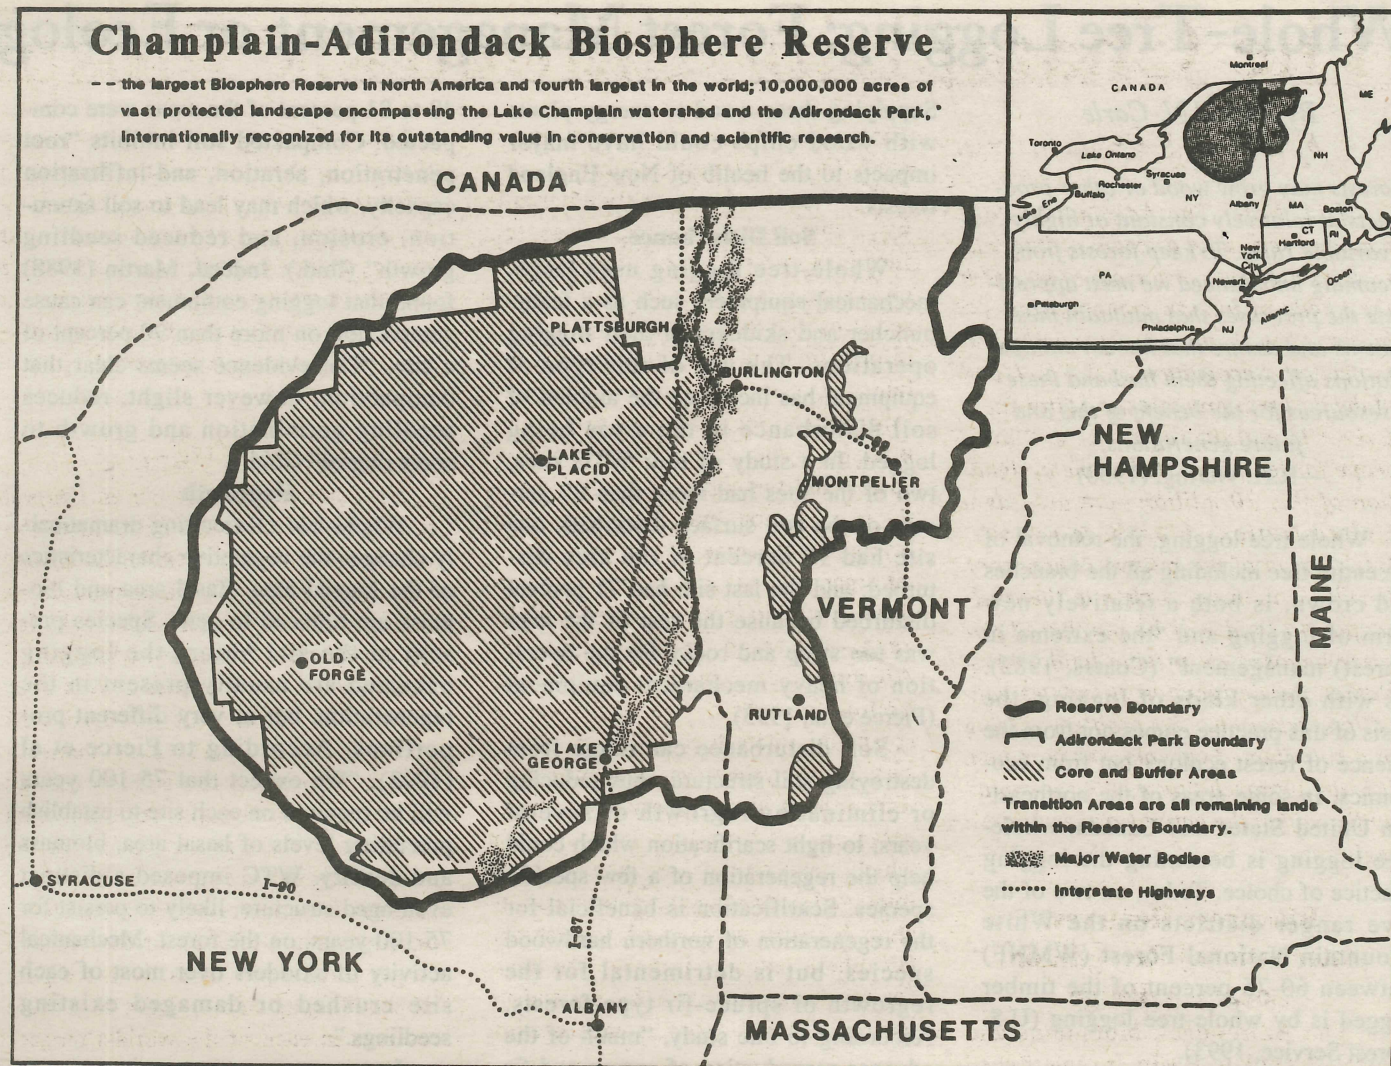 Champlain-Adirondack Biosphere Reserve
-- the largest Biosphere Reserve in North America and fourth largest in the world; 10,000,000 acres of
vast protected landscape encompassing the Lake Champlain watershed and the Adirondack Park,
internationally recognized for its outstanding value in conservation and scientific research.
CANADA
PLATTSBURGH
BURLINGTON
I-89
LAKE
PLACID
MONTPELIER
VERMONT
OLD
FORGE
RUTLAND
LAKE
GEORGE
SYRACUSE
I-90
NEW YORK
I-87
ALBANY
MASSACHUSETTS
NEW
HAMPSHIRE
MAINE
Reserve Boundary
Adirondack Park Boundary
Core and Buffer Areas
Transition Areas are all remaining lands
within the Reserve Boundary.
Major Water Bodies
Interstate Highways
Montreal
CANADA
ME
Toronto
Lake Ontario
NH
Syracuse
Rochester
Buffalo
Lake Erie
NY
Albany
MA
Boston
CT
RI
Hartford
New
York
City
PA
Newark
Ocean
Pittsburgh
Atlantic
Philadelphia
NJ